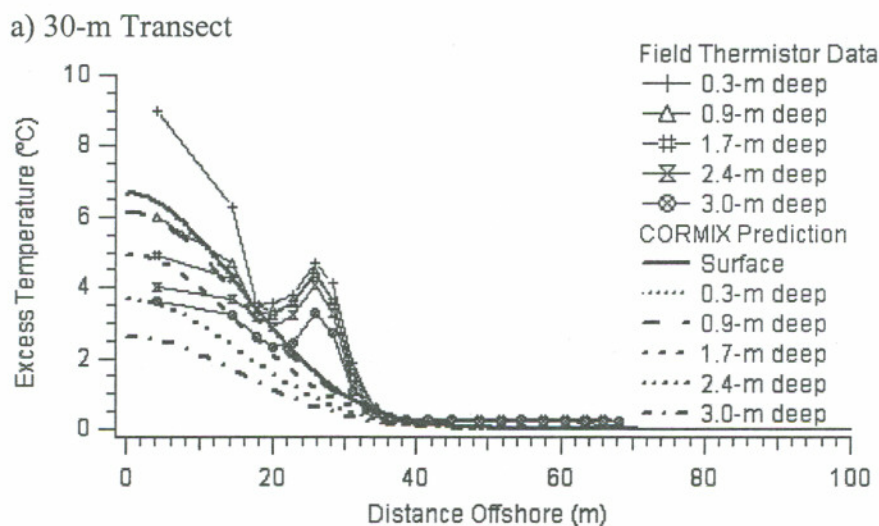 a) 30-m Transect
Field Thermistor Data
0.3-m deep
0.9-m deep
1.7-m deep
2.4-m deep
3.0-m deep
CORMIX Prediction
Surface
0.3-m deep
0.9-m deep
1.7-m deep
2.4-m deep
3.0-m deep
Excess Temperature (ºC)
10
8
6
4
2
0
0
20
40
60
80
100
Distance Offshore (m)